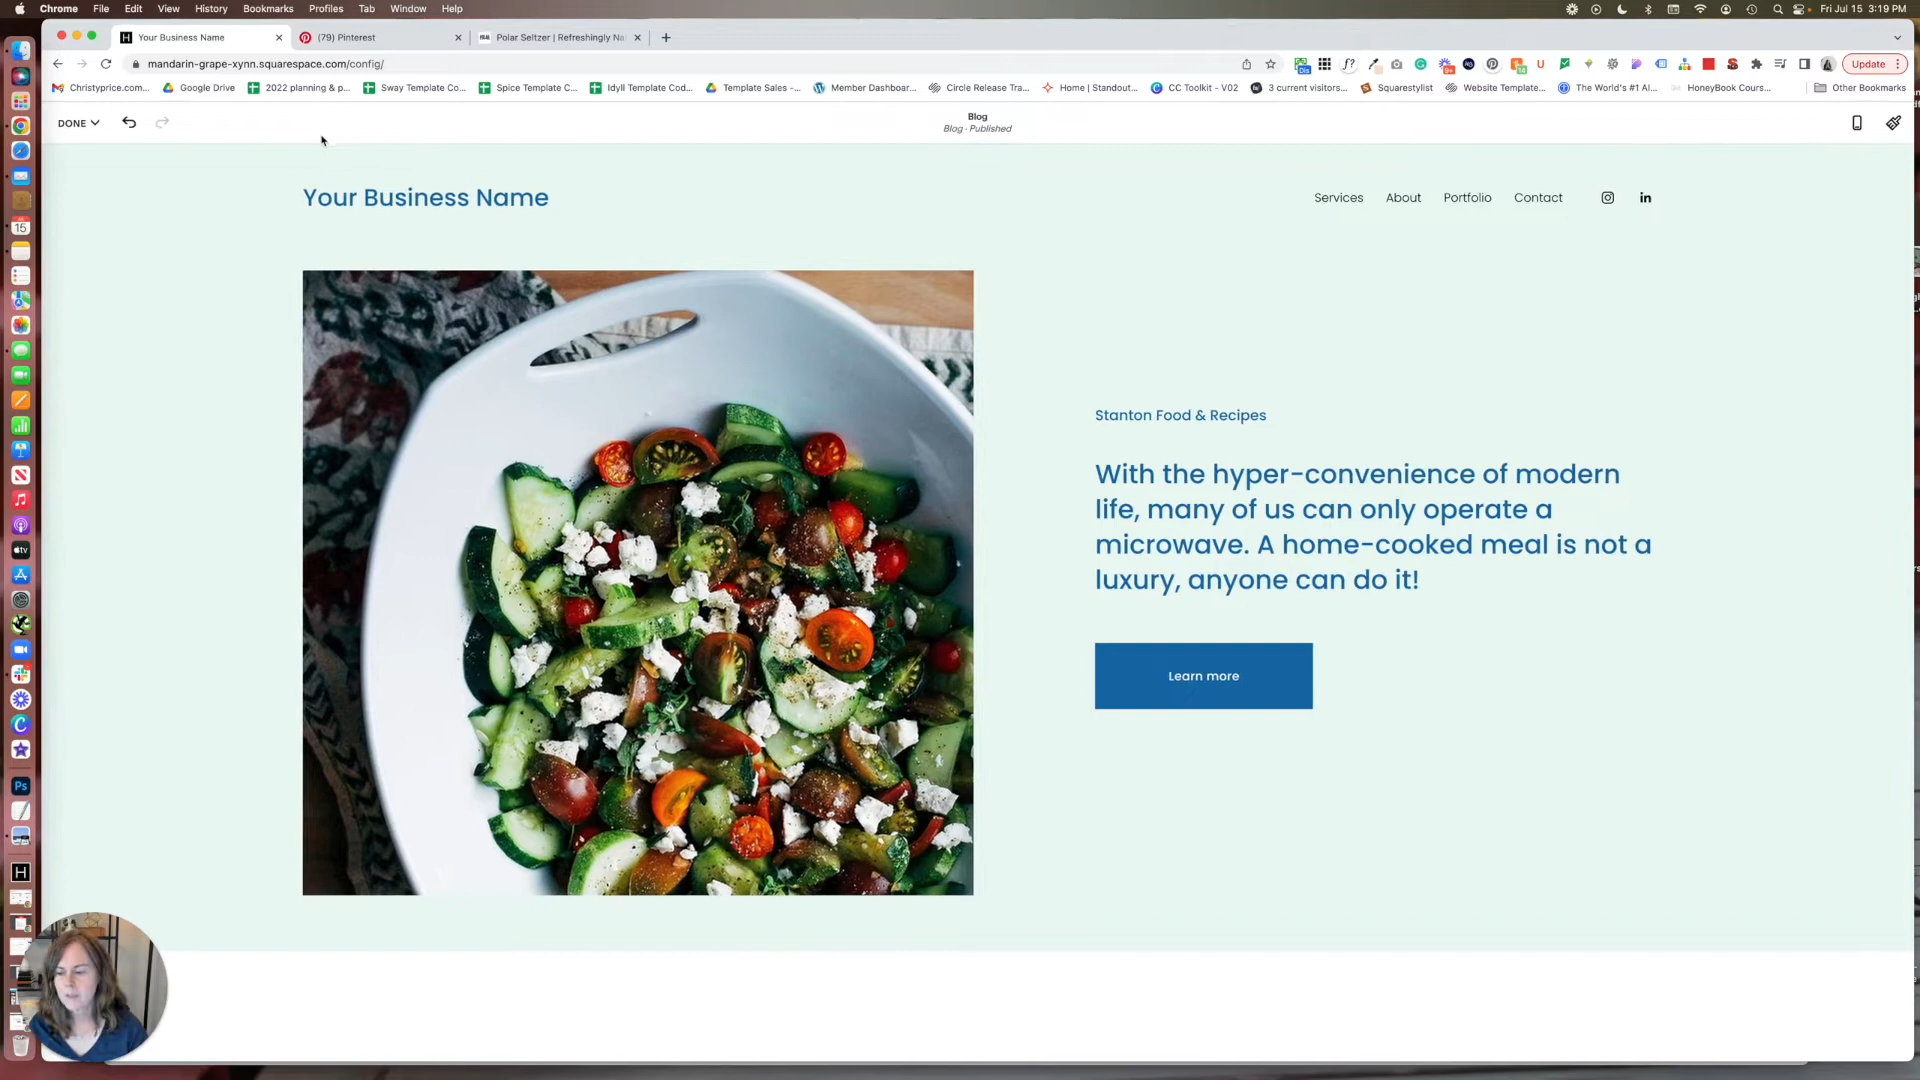 Chrome File Edit View History Bookmarks Profiles Tab Window Help
Fri Jul 15 3:19 PM
Your Business Name
(79) Pinterest
Polar Seltzer | Refreshingly Na
mandarin-grape-xynn.squarespace.com/config/
Update
Christyprice.com... Google Drive 2022 planning & p... Sway Template Co... Spice Template C... Idyll Template Cod... Template Sales -... Member Dashboar... Circle Release Tra... Home | Standout... CC Toolkit - V02 3 current visitors... Squarestylist Website Template... The World's #1 Al... HoneyBook Cours... Other Bookmarks
DONE
Blog
Blog · Published
Your Business Name
Services About Portfolio Contact
Stanton Food & Recipes
With the hyper-convenience of modern
life, many of us can only operate a
microwave. A home-cooked meal is not a
luxury, anyone can do it!
Learn more